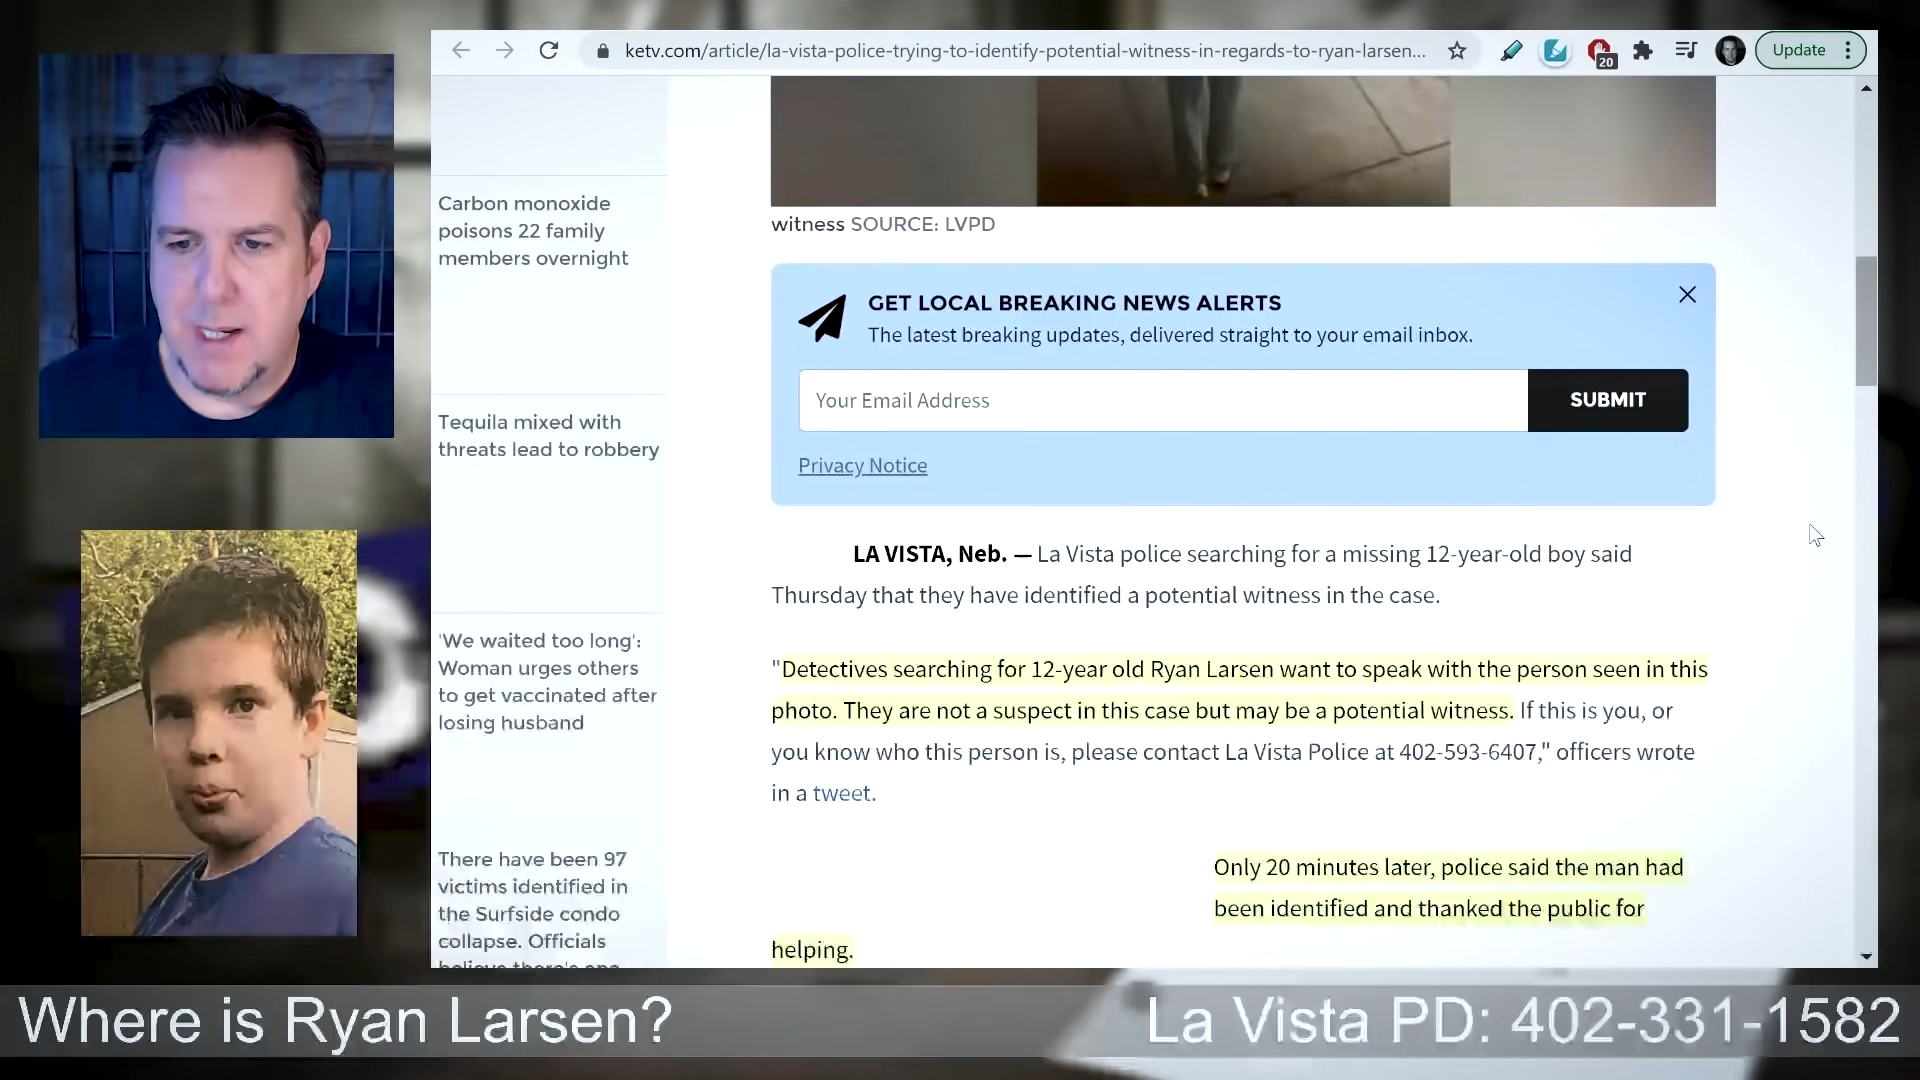 ketv.com/article/la-vista-police-trying-to-identify-potential-witness-in-regards-to-ryan-larsen...
20
Update
Carbon monoxide
poisons 22 family
members overnight
Tequila mixed with
threats lead to robbery
'We waited too long':
Woman urges others
to get vaccinated after
losing husband
There have been 97
victims identified in
the Surfside condo
collapse. Officials
believe there's one
witness SOURCE: LVPD
GET LOCAL BREAKING NEWS ALERTS
The latest breaking updates, delivered straight to your email inbox.
Your Email Address
SUBMIT
Privacy Notice
LA VISTA, Neb. — La Vista police searching for a missing 12-year-old boy said
Thursday that they have identified a potential witness in the case.
"Detectives searching for 12-year old Ryan Larsen want to speak with the person seen in this
photo. They are not a suspect in this case but may be a potential witness. If this is you, or
you know who this person is, please contact La Vista Police at 402-593-6407," officers wrote
in a tweet.
Only 20 minutes later, police said the man had
been identified and thanked the public for
helping.
Where is Ryan Larsen?
La Vista PD: 402-331-1582